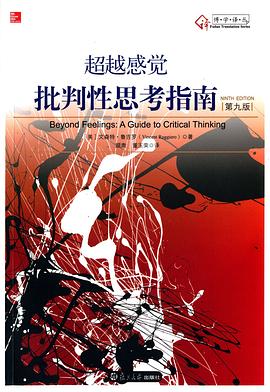 博·学·译·丛
Fudan Translation Series
超越感觉
批判性思考指南
NINTH EDITION
第九版
Beyond Feelings: A Guide to Critical Thinking
[美] 文森特·鲁吉罗 (Vincent Ruggiero) 著
顾肃 董玉荣 译
復旦大學出版社